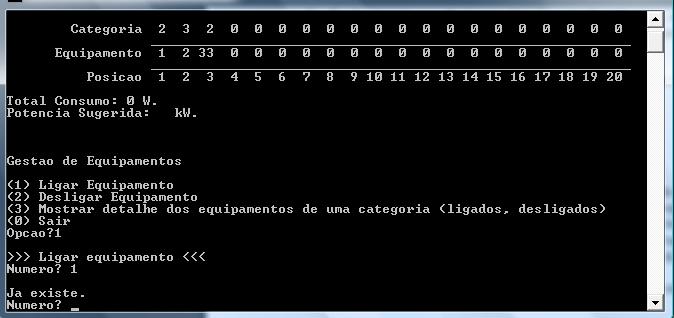 Categoria 2 3 2 0 0 0 0 0 0 0 0 0 0 0 0 0 0 0 0 0
Equipamento 1 2 33 0 0 0 0 0 0 0 0 0 0 0 0 0 0 0 0 0
Posicao 1 2 3 4 5 6 7 8 9 10 11 12 13 14 15 16 17 18 19 20
Total Consumo: 0 W.
Potencia Sugerida: kW.
Gestao de Equipamentos
(1) Ligar Equipamento
(2) Desligar Equipamento
(3) Mostrar detalhe dos equipamentos de uma categoria (ligados, desligados)
(0) Sair
Opcao?1
>>> Ligar equipamento <<<
Numero? 1
Ja existe.
Numero? _